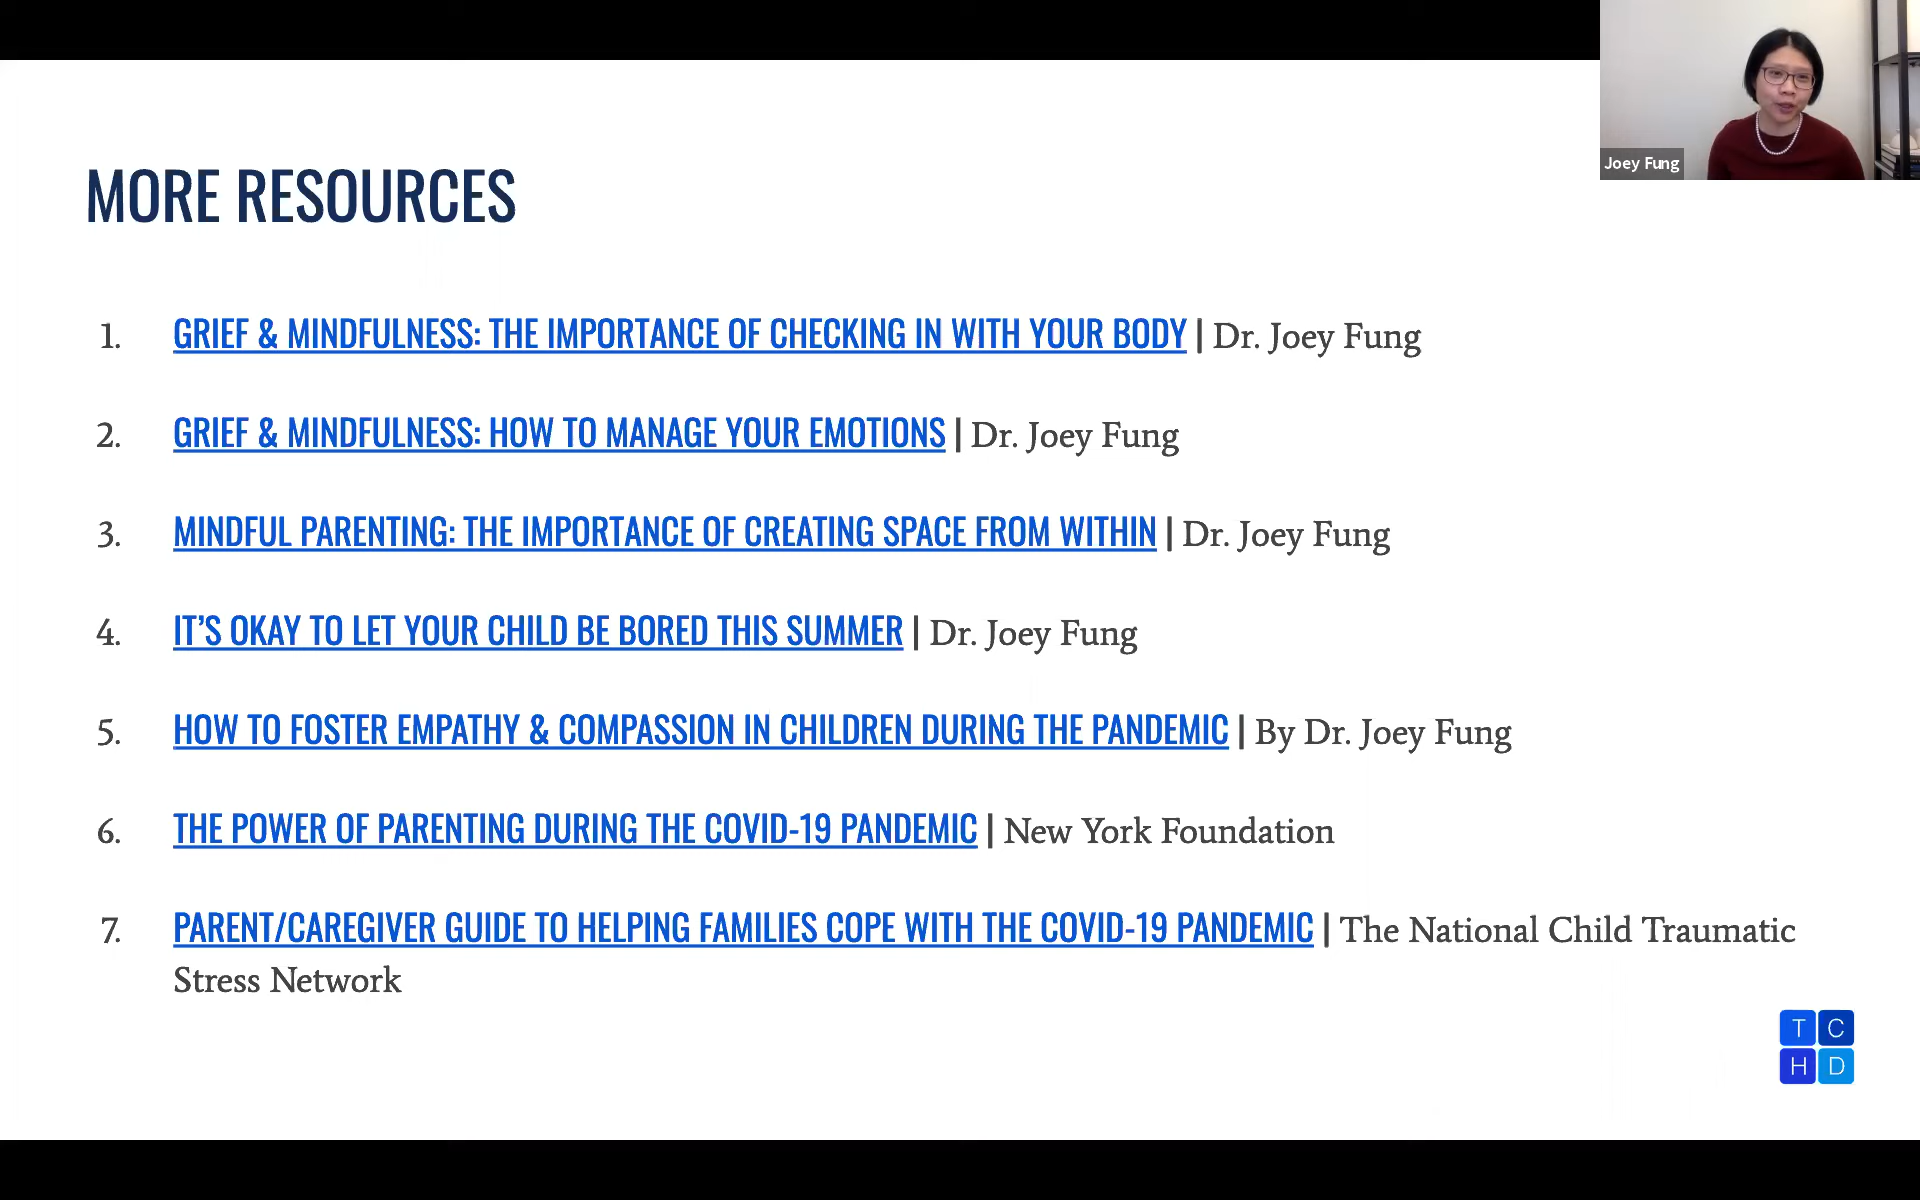 Joey Fung
MORE RESOURCES
1. GRIEF & MINDFULNESS: THE IMPORTANCE OF CHECKING IN WITH YOUR BODY | Dr. Joey Fung
2. GRIEF & MINDFULNESS: HOW TO MANAGE YOUR EMOTIONS | Dr. Joey Fung
3. MINDFUL PARENTING: THE IMPORTANCE OF CREATING SPACE FROM WITHIN | Dr. Joey Fung
4. IT’S OKAY TO LET YOUR CHILD BE BORED THIS SUMMER | Dr. Joey Fung
5. HOW TO FOSTER EMPATHY & COMPASSION IN CHILDREN DURING THE PANDEMIC | By Dr. Joey Fung
6. THE POWER OF PARENTING DURING THE COVID-19 PANDEMIC | New York Foundation
7. PARENT/CAREGIVER GUIDE TO HELPING FAMILIES COPE WITH THE COVID-19 PANDEMIC | The National Child Traumatic
Stress Network
T C
H D